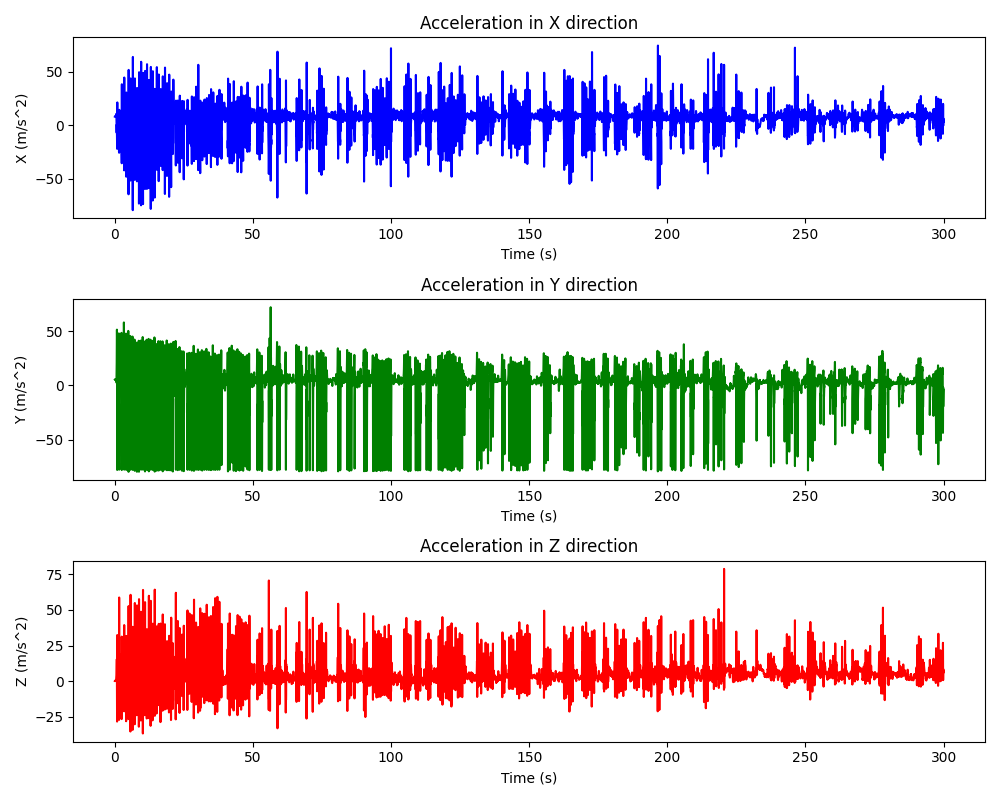 Acceleration in X direction
X (m/s^2)
50
0
−50
0 50 100 150 200 250 300
Time (s)
Acceleration in Y direction
Y (m/s^2)
50
0
−50
0 50 100 150 200 250 300
Time (s)
Acceleration in Z direction
Z (m/s^2)
75
50
25
0
−25
0 50 100 150 200 250 300
Time (s)